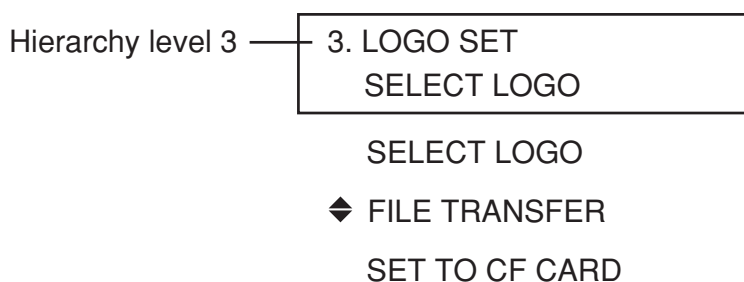 Hierarchy level 3
3. LOGO SET
SELECT LOGO
SELECT LOGO
FILE TRANSFER
SET TO CF CARD